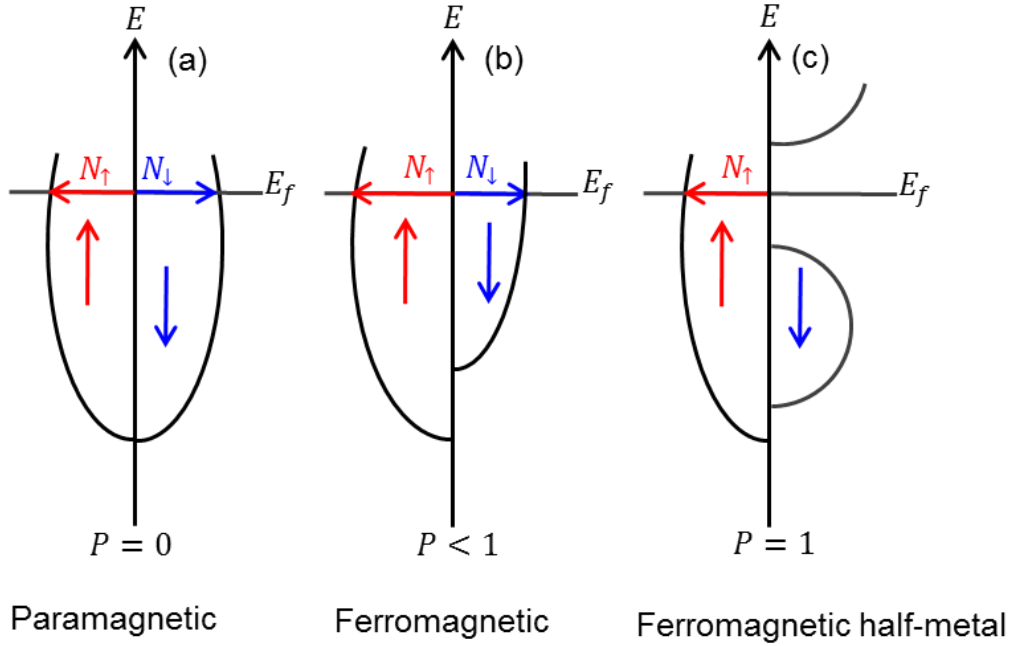 E E E
(a) (b) (c)
N↑ N↓ E_f N↑ N↓ E_f N↑ E_f
P = 0 P < 1 P = 1
Paramagnetic Ferromagnetic Ferromagnetic half-metal